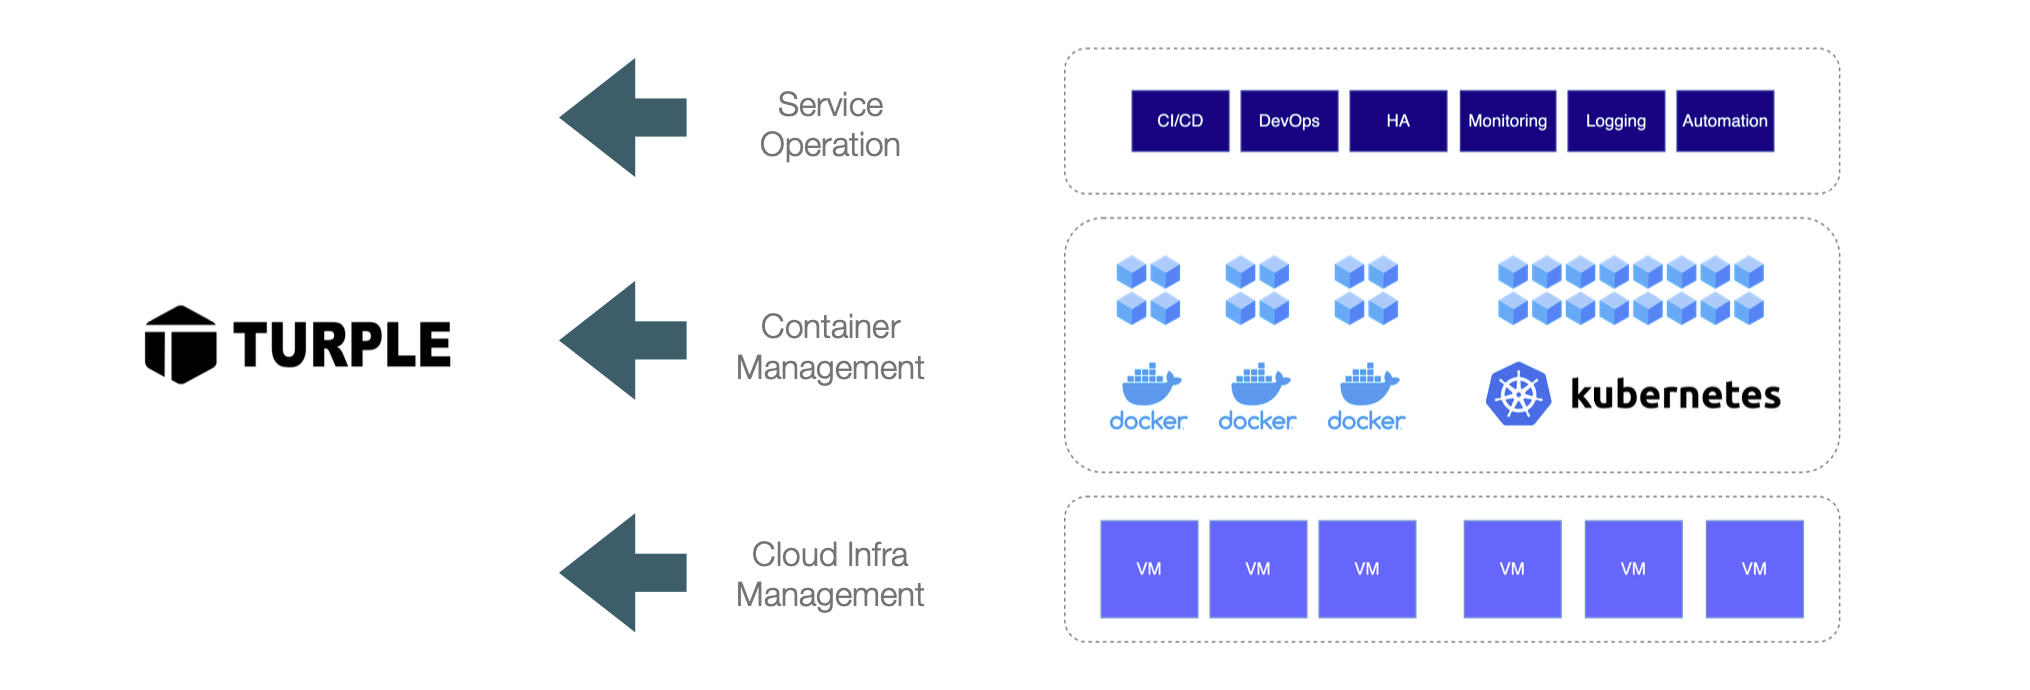 Service
Operation
CI/CD
DevOps
HA
Monitoring
Logging
Automation
TURPLE
Container
Management
docker
docker
docker
kubernetes
Cloud Infra
Management
VM
VM
VM
VM
VM
VM